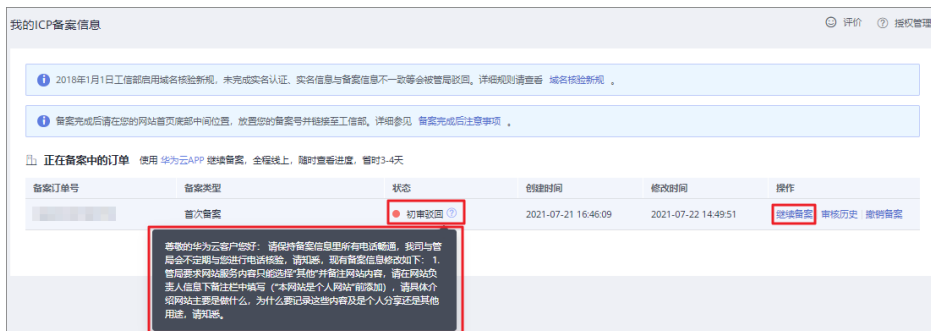 我的ICP备案信息
评价 授权管理
2018年1月1日工信部启用域名核验新规，未完成实名认证、实名信息与备案信息不一致等会被管局驳回。详细规则请查看 域名核验新规 。
备案完成后请在您的网站首页底部中间位置，放置您的备案号并链接至工信部。详细参见 备案完成后注意事项 。
正在备案中的订单 使用 华为云APP 继续备案，全程线上，随时查看进度，暂时3-4天
备案订单号 备案类型 状态 创建时间 修改时间 操作
首次备案 初审驳回 2021-07-21 16:46:09 2021-07-22 14:49:51 继续备案 审核历史 撤销备案
尊敬的华为云客户您好： 请保持备案信息里所有电话畅通，我司与管
局会不定期与您进行电话核验，请知悉，现有备案信息修改如下： 1.
管局要求网站服务内容只能选择"其他"并备注网站内容，请在网站负
责人信息下备注栏中填写（"本网站是个人网站"前添加），请具体介
绍网站主要是做什么，为什么要记录这些内容及是个人分享还是其他
用途，请知悉。